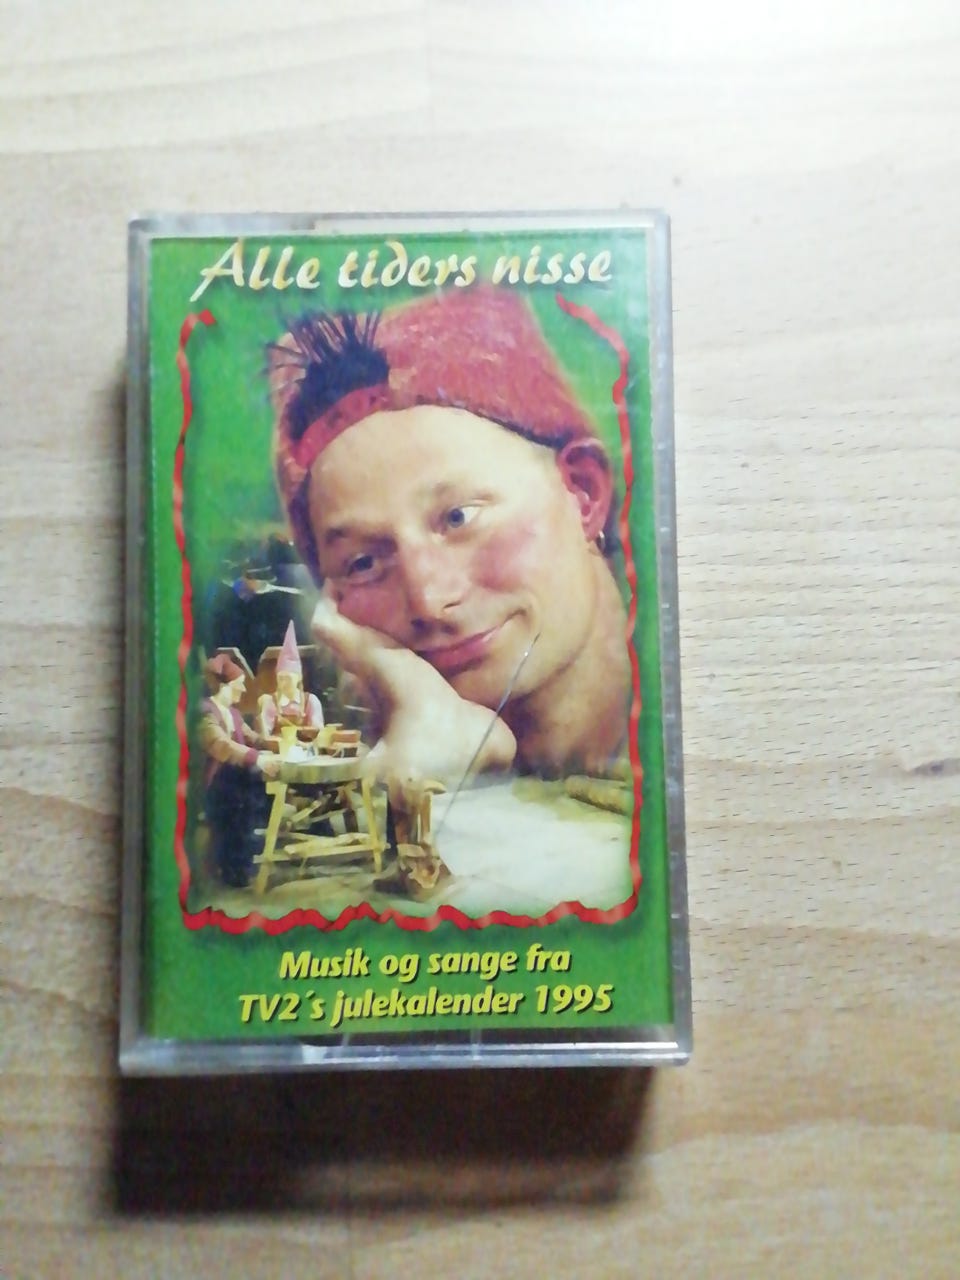 Alle tiders nisse
Musik og sange fra
TV2´s julekalender 1995